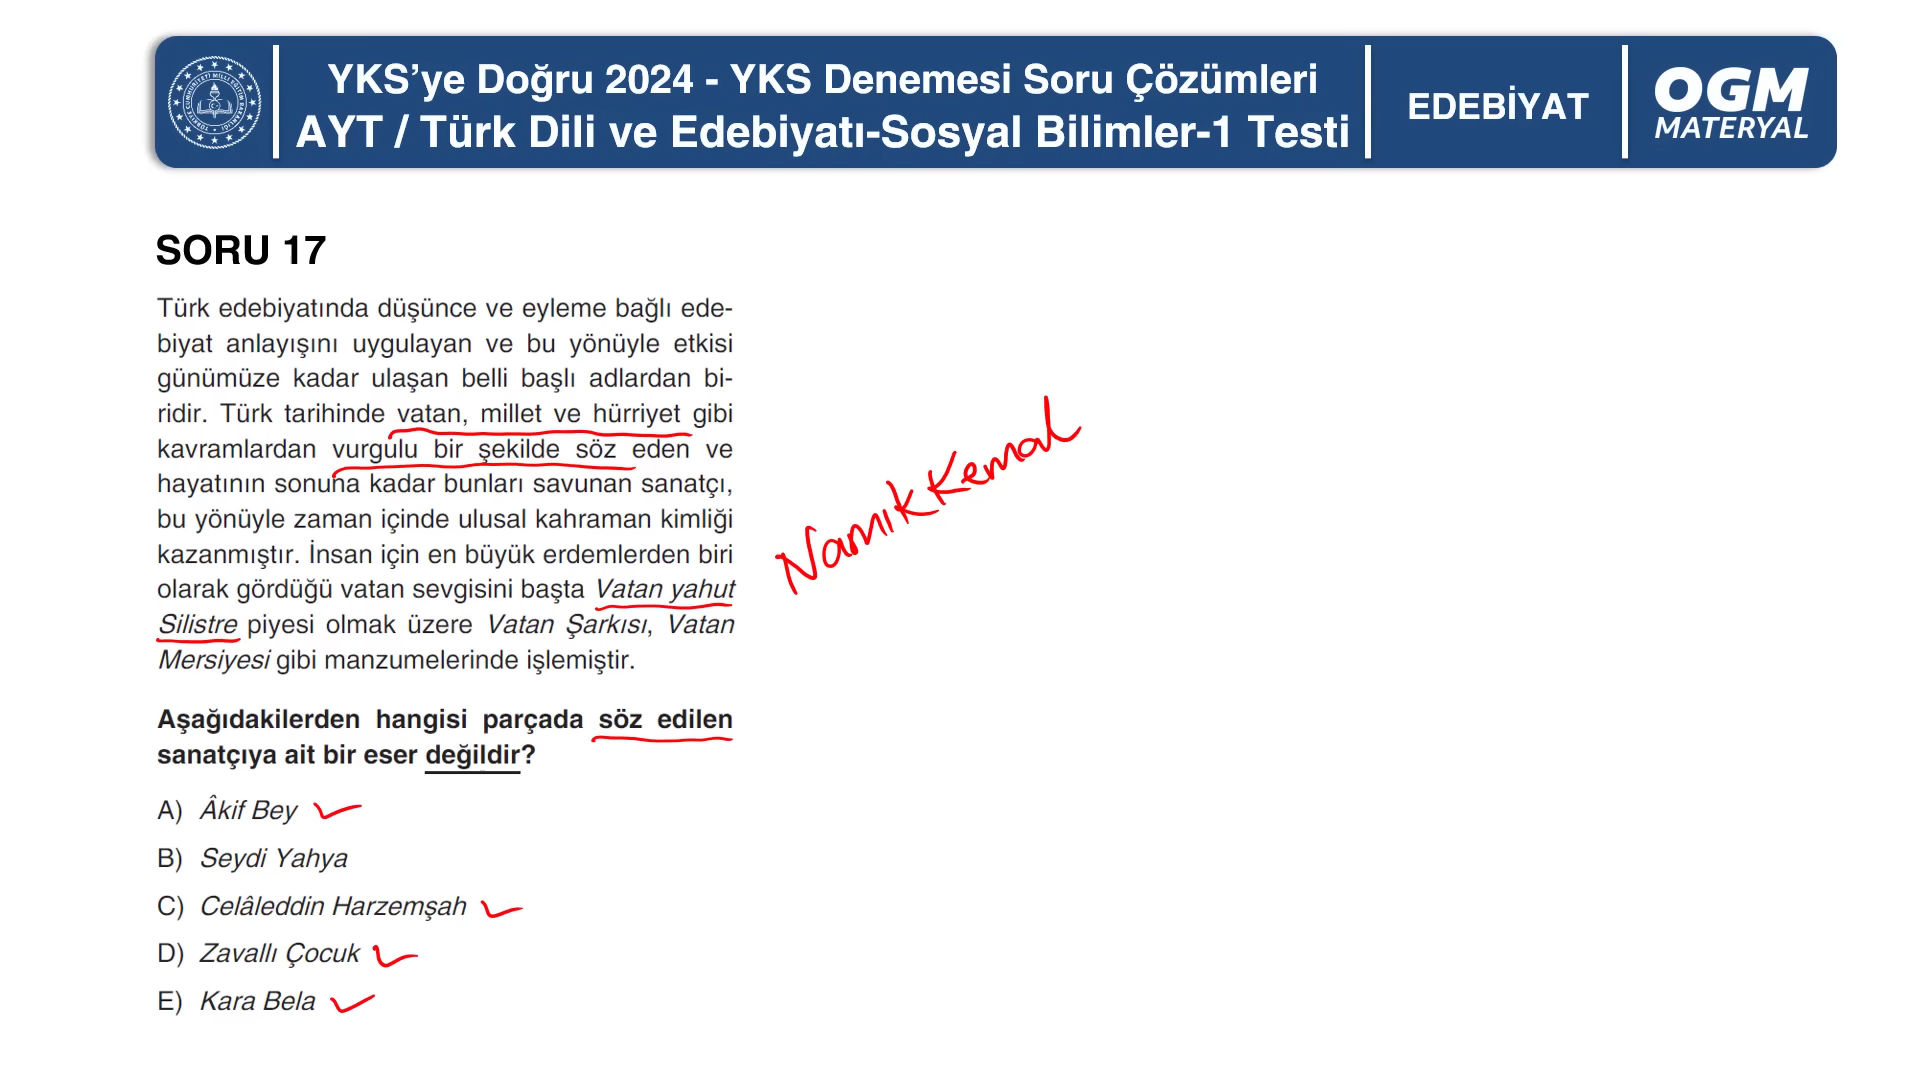 YKS’ye Doğru 2024 - YKS Denemesi Soru Çözümleri
AYT / Türk Dili ve Edebiyatı-Sosyal Bilimler-1 Testi
EDEBİYAT
OGM
MATERYAL
SORU 17
Türk edebiyatında düşünce ve eyleme bağlı ede-
biyat anlayışını uygulayan ve bu yönüyle etkisi
günümüze kadar ulaşan belli başlı adlardan bi-
ridir. Türk tarihinde vatan, millet ve hürriyet gibi
kavramlardan vurgulu bir şekilde söz eden ve
hayatının sonuna kadar bunları savunan sanatçı,
bu yönüyle zaman içinde ulusal kahraman kimliği
kazanmıştır. İnsan için en büyük erdemlerden biri
olarak gördüğü vatan sevgisini başta Vatan yahut
Silistre piyesi olmak üzere Vatan Şarkısı, Vatan
Mersiyesi gibi manzumelerinde işlemiştir.
Namık Kemal
Aşağıdakilerden hangisi parçada söz edilen
sanatçıya ait bir eser değildir?
A) Âkif Bey
B) Seydi Yahya
C) Celâleddin Harzemşah
D) Zavallı Çocuk
E) Kara Bela